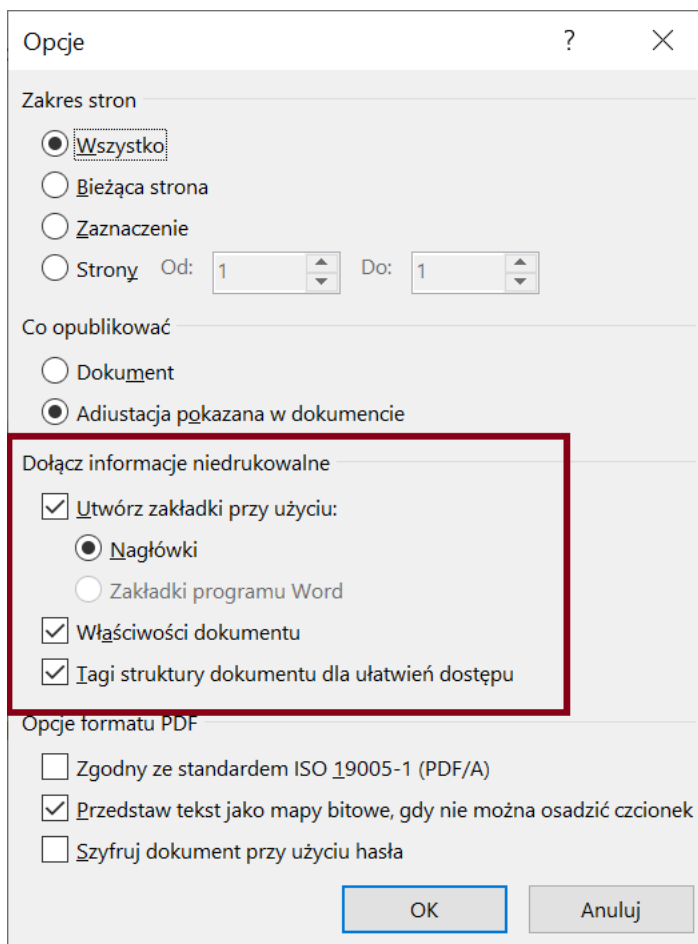 Opcje ?
Zakres stron
Wszystko
Bieżąca strona
Zaznaczenie
Strony Od: 1 Do: 1
Co opublikować
Dokument
Adiustacja pokazana w dokumencie
Dołącz informacje niedrukowalne
Utwórz zakładki przy użyciu:
Nagłówki
Zakładki programu Word
Właściwości dokumentu
Tagi struktury dokumentu dla ułatwień dostępu
Opcje formatu PDF
Zgodny ze standardem ISO 19005-1 (PDF/A)
Przedstaw tekst jako mapy bitowe, gdy nie można osadzić czcionek
Szyfruj dokument przy użyciu hasła
OK Anuluj